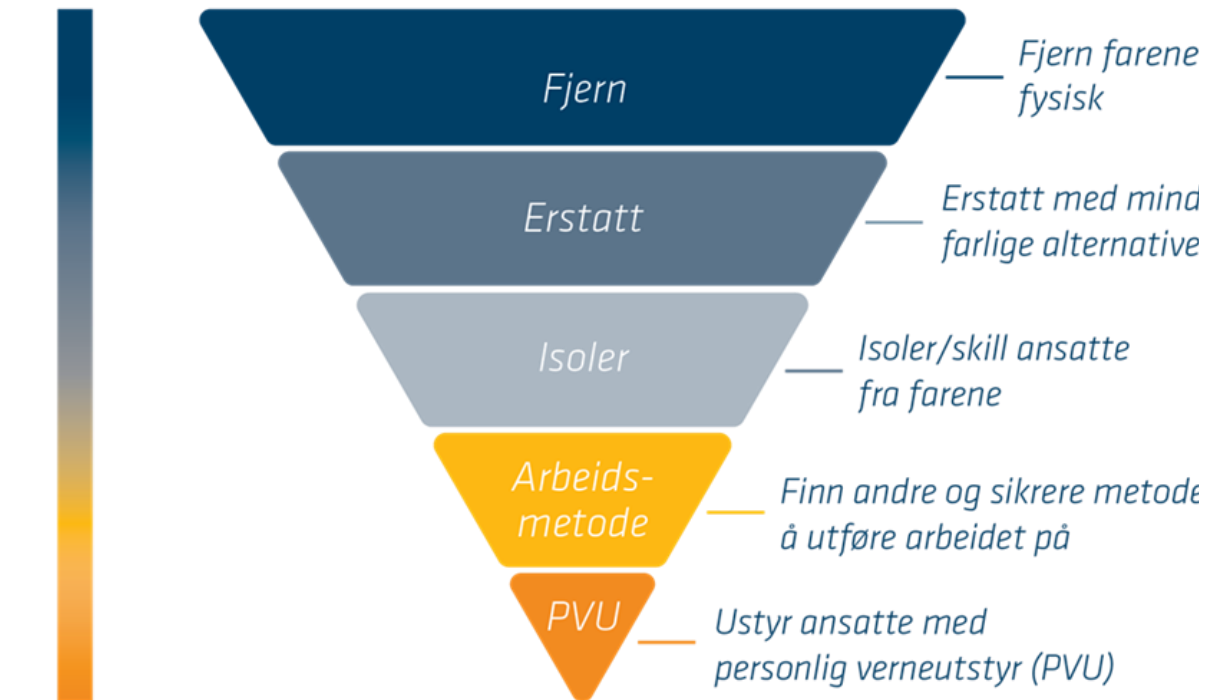 Fjern
Fjern farene
fysisk
Erstatt
Erstatt med mind
farlige alternative
Isoler
Isoler/skill ansatte
fra farene
Arbeids-
metode
Finn andre og sikrere metode
å utføre arbeidet på
PVU
Ustyr ansatte med
personlig verneutstyr (PVU)